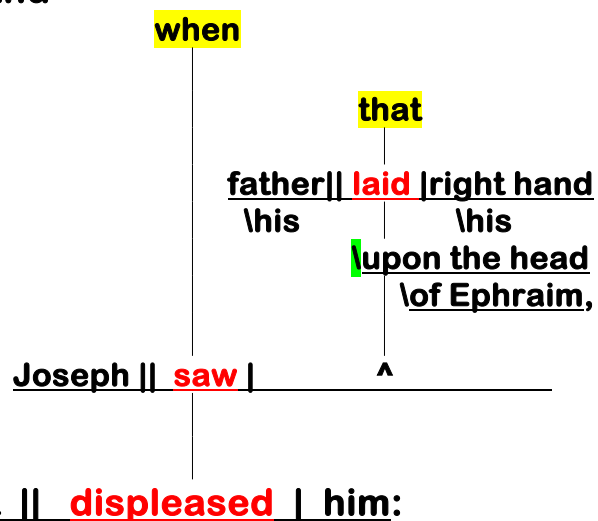 when
that
father|| laid |right hand
\his \his
\upon the head
\of Ephraim,
Joseph || saw | ^
|| displeased | him: